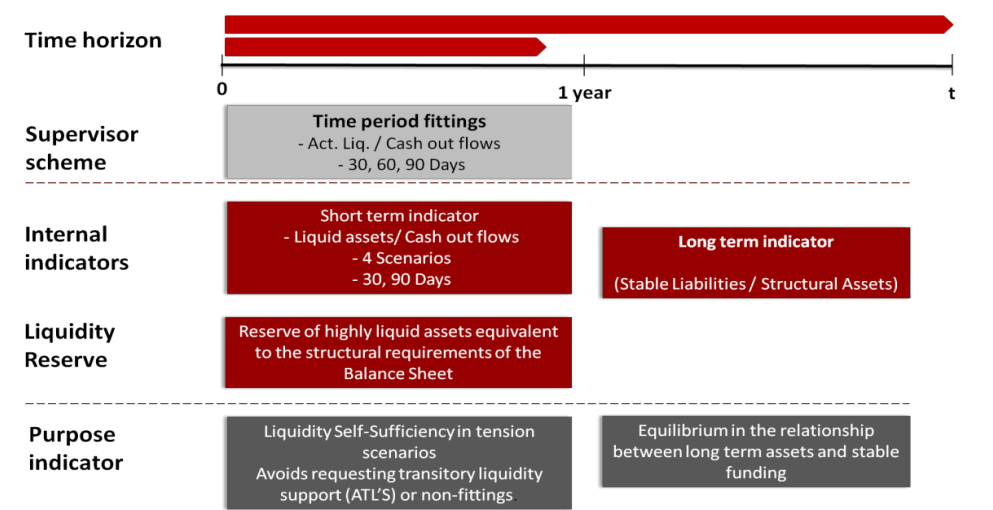 Time horizon
0
1 year
t
Supervisor
scheme
Time period fittings
- Act. Liq. / Cash out flows
- 30, 60, 90 Days
Internal
indicators
Short term indicator
- Liquid assets/ Cash out flows
- 4 Scenarios
- 30, 90 Days
Long term indicator
(Stable Liabilities / Structural Assets)
Liquidity
Reserve
Reserve of highly liquid assets equivalent
to the structural requirements of the
Balance Sheet
Purpose
indicator
Liquidity Self-Sufficiency in tension
scenarios
Avoids requesting transitory liquidity
support (ATL'S) or non-fittings.
Equilibrium in the relationship
between long term assets and stable
funding